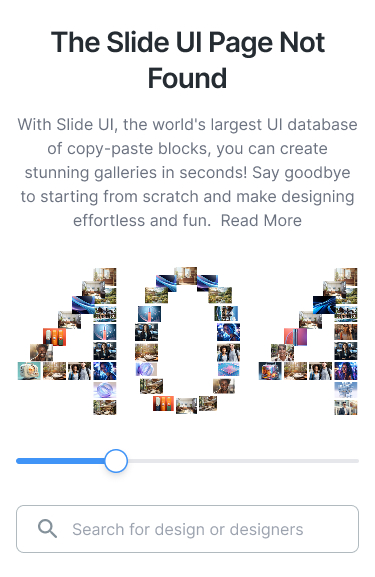 The Slide UI Page Not
Found
With Slide UI, the world's largest UI database
of copy-paste blocks, you can create
stunning galleries in seconds! Say goodbye
to starting from scratch and make designing
effortless and fun.  Read More
404
Search for design or designers